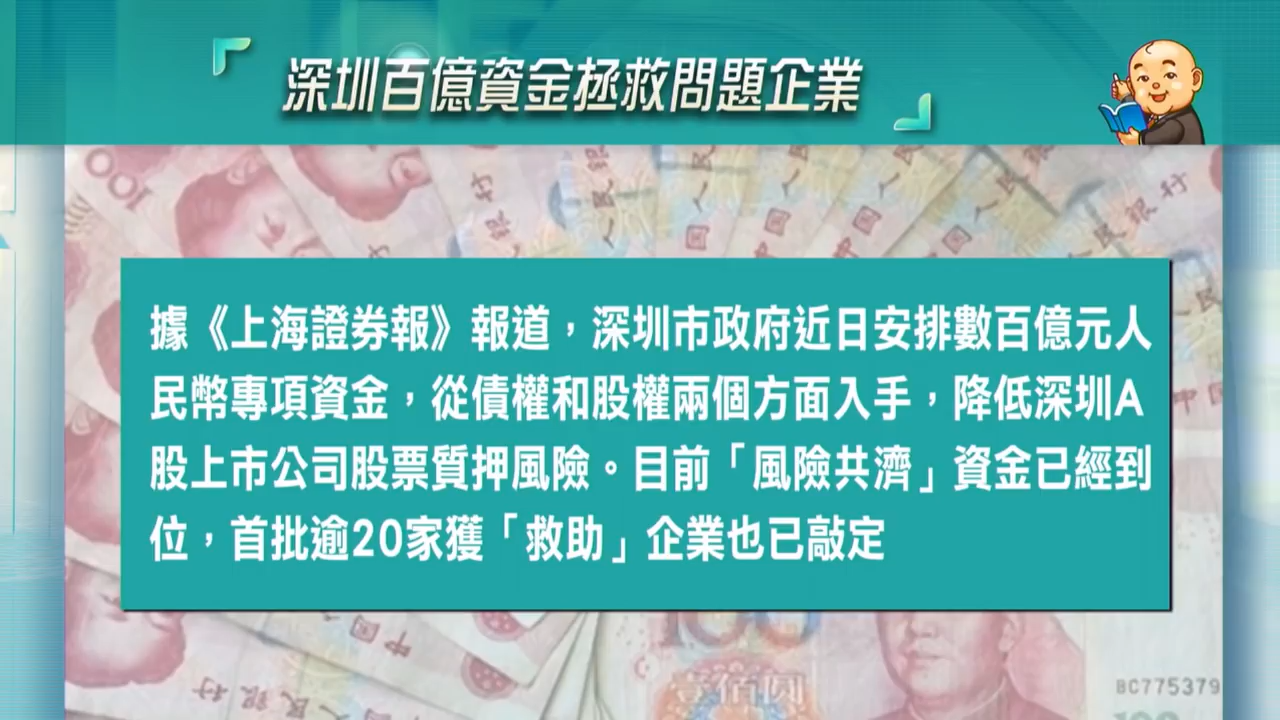 深圳百億資金拯救問題企業
據《上海證券報》報道，深圳市政府近日安排數百億元人
民幣專項資金，從債權和股權兩個方面入手，降低深圳A
股上市公司股票質押風險。目前「風險共濟」資金已經到
位，首批逾20家獲「救助」企業也已敲定
100
壹佰圆
BC775379